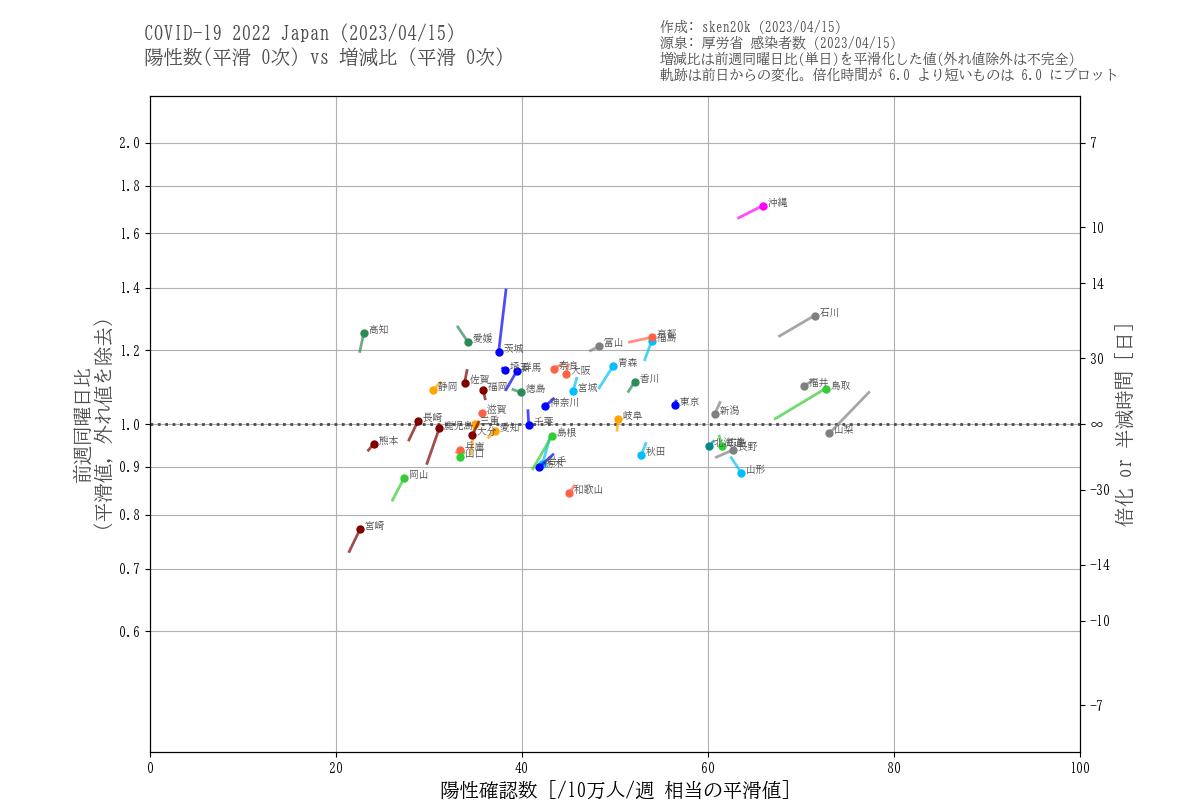 COVID-19 2022 Japan (2023/04/15)
陽性数(平滑 0次) vs 増減比 (平滑 0次)
作成: sken20k (2023/04/15)
源泉: 厚労省 感染者数 (2023/04/15)
増減比は前週同曜日比(単日)を平滑化した値(外れ値除外は不完全)
軌跡は前日からの変化。倍化時間が 6.0 より短いものは 6.0 にプロット
前週同曜日比
(平滑値, 外れ値を除去)
2.0
1.8
1.6
1.4
1.2
1.0
0.9
0.8
0.7
0.6
7
10
14
30
∞
-30
-14
-10
-7
倍化 or 半減時間 [日]
沖縄
石川
高知
愛媛
茨城
富山
京都
福島
埼玉
群馬
奈良
大阪
青森
静岡
佐賀
福岡
徳島
宮城
香川
福井
鳥取
神奈川
東京
新潟
滋賀
岐阜
長崎
鹿児島
三重
大分
愛知
千葉
島根
山梨
熊本
兵庫
山口
北海道
長野
秋田
岩手
山形
岡山
和歌山
宮崎
0
20
40
60
80
100
陽性確認数 [/10万人/週 相当の平滑値]